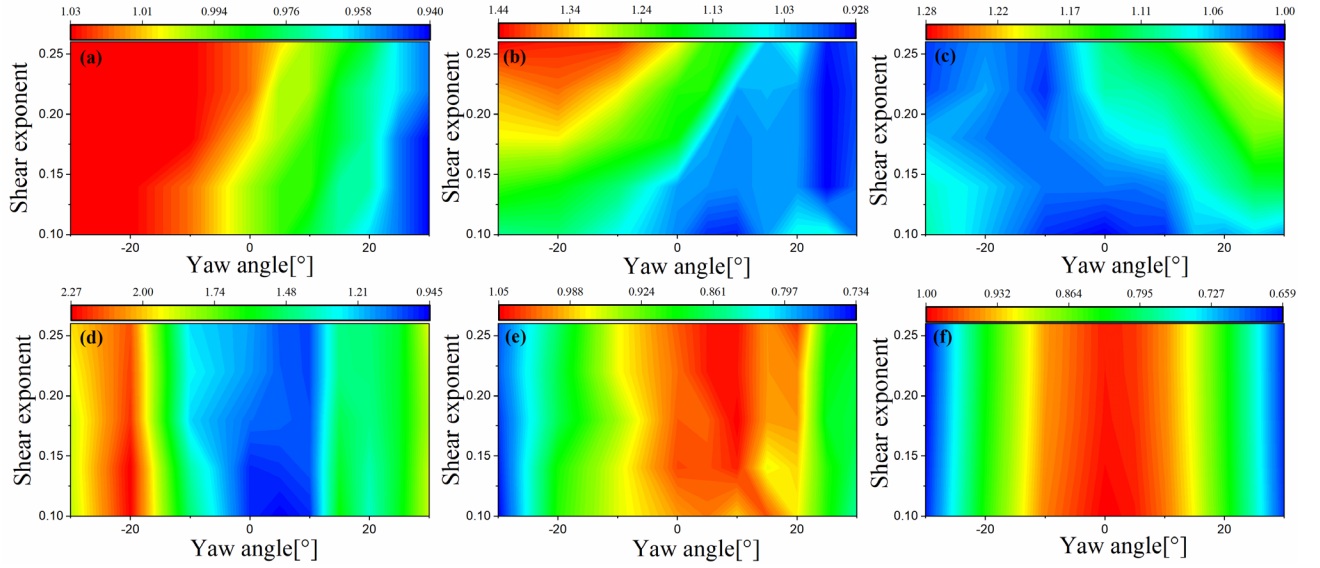 1.03 1.01 0.994 0.976 0.958 0.940
(a)
Shear exponent
0.25
0.20
0.15
0.10
-20 0 20
Yaw angle[°]
1.44 1.34 1.24 1.13 1.03 0.928
(b)
Shear exponent
0.25
0.20
0.15
0.10
-20 0 20
Yaw angle[°]
1.28 1.22 1.17 1.11 1.06 1.00
(c)
Shear exponent
0.25
0.20
0.15
0.10
-20 0 20
Yaw angle[°]
2.27 2.00 1.74 1.48 1.21 0.945
(d)
Shear exponent
0.25
0.20
0.15
0.10
-20 0 20
Yaw angle[°]
1.05 0.988 0.924 0.861 0.797 0.734
(e)
Shear exponent
0.25
0.20
0.15
0.10
-20 0 20
Yaw angle[°]
1.00 0.932 0.864 0.795 0.727 0.659
(f)
Shear exponent
0.25
0.20
0.15
0.10
-20 0 20
Yaw angle[°]